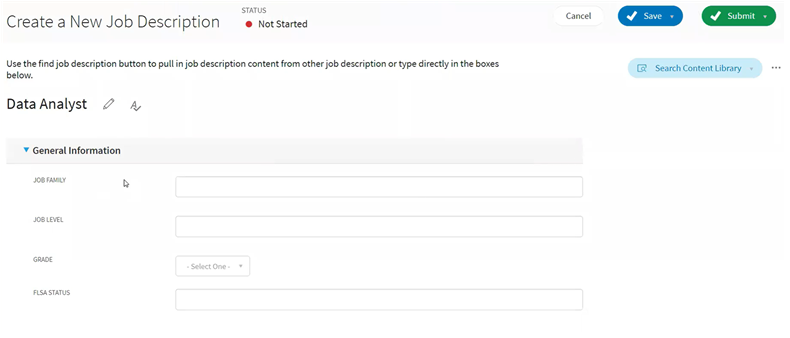 Create a New Job Description
STATUS
Not Started
Cancel
Save
Submit
Use the find job description button to pull in job description content from other job description or type directly in the boxes
below.
Search Content Library
Data Analyst
General Information
JOB FAMILY
JOB LEVEL
GRADE
- Select One -
FLSA STATUS